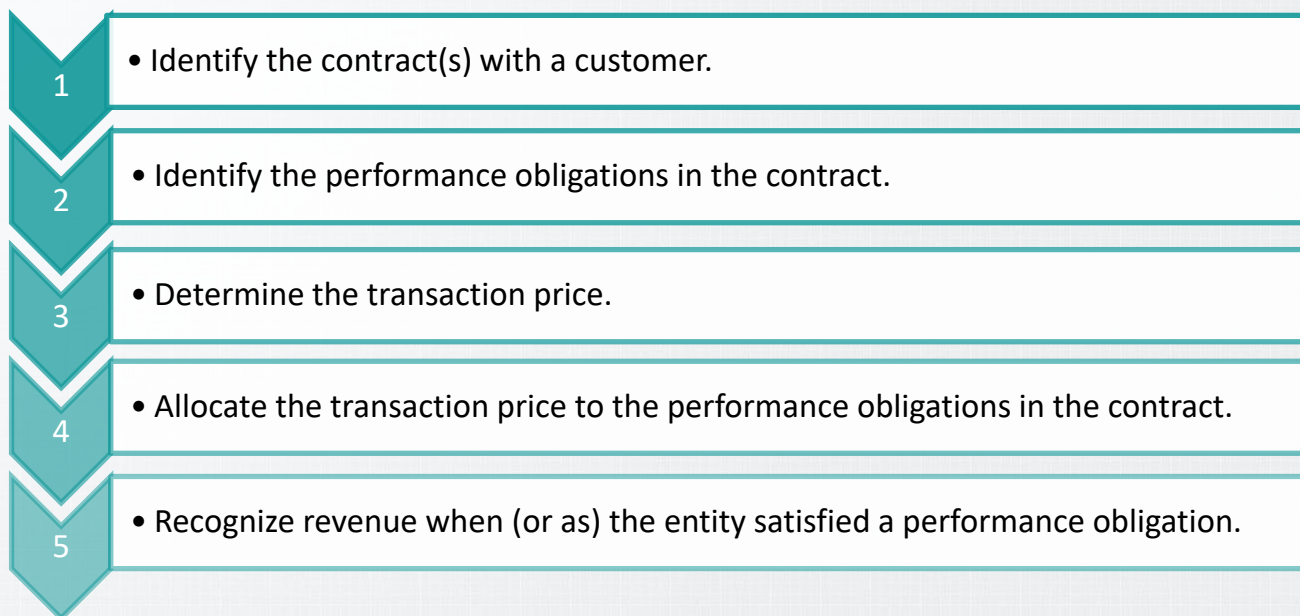 1
• Identify the contract(s) with a customer.
2
• Identify the performance obligations in the contract.
3
• Determine the transaction price.
4
• Allocate the transaction price to the performance obligations in the contract.
5
• Recognize revenue when (or as) the entity satisfied a performance obligation.